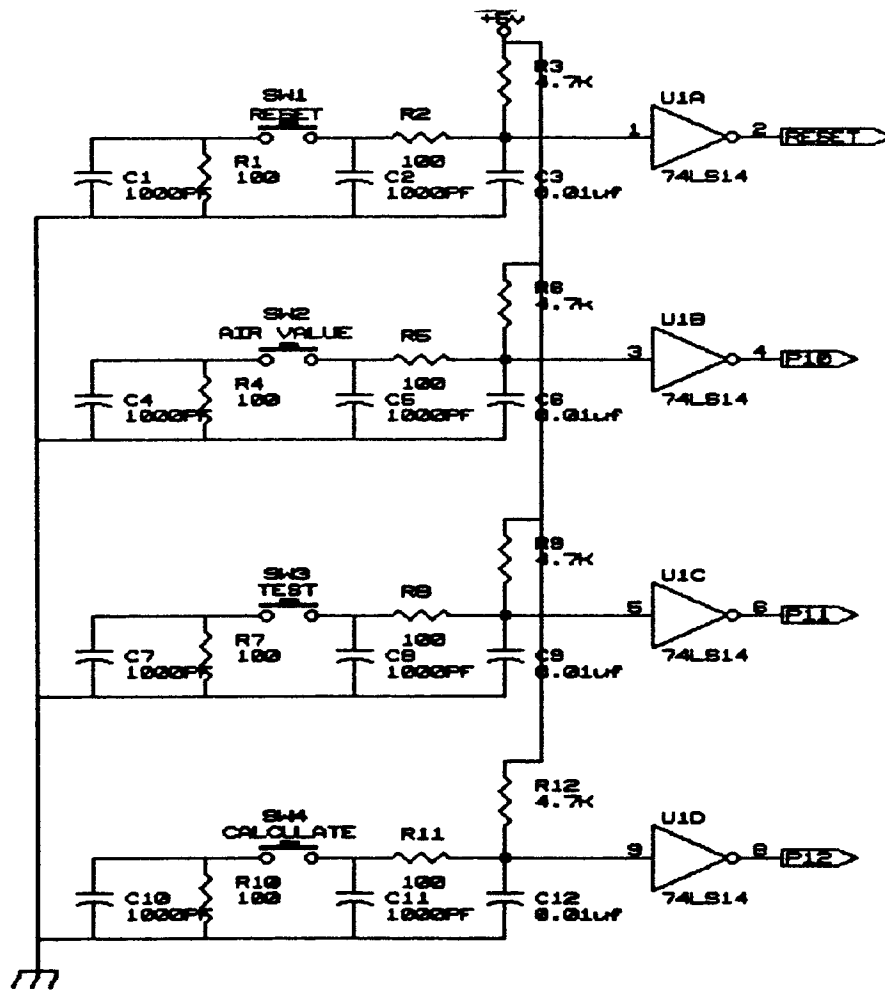 +5v
R3
4.7K
SW1
RESET
R2
100
U1A
1
2
RESET
74LS14
C1
1000PF
R1
100
C2
1000PF
C3
0.01uf
R6
4.7K
SW2
AIR VALUE
R5
100
U1B
3
4
P10
74LS14
C4
1000PF
R4
100
C5
1000PF
C6
0.01uf
R9
4.7K
SW3
TEST
R8
100
U1C
5
6
P11
74LS14
C7
1000PF
R7
100
C8
1000PF
C9
0.01uf
R12
4.7K
SW4
CALCULATE
R11
100
U1D
9
8
P12
74LS14
C10
1000PF
R10
100
C11
1000PF
C12
0.01uf